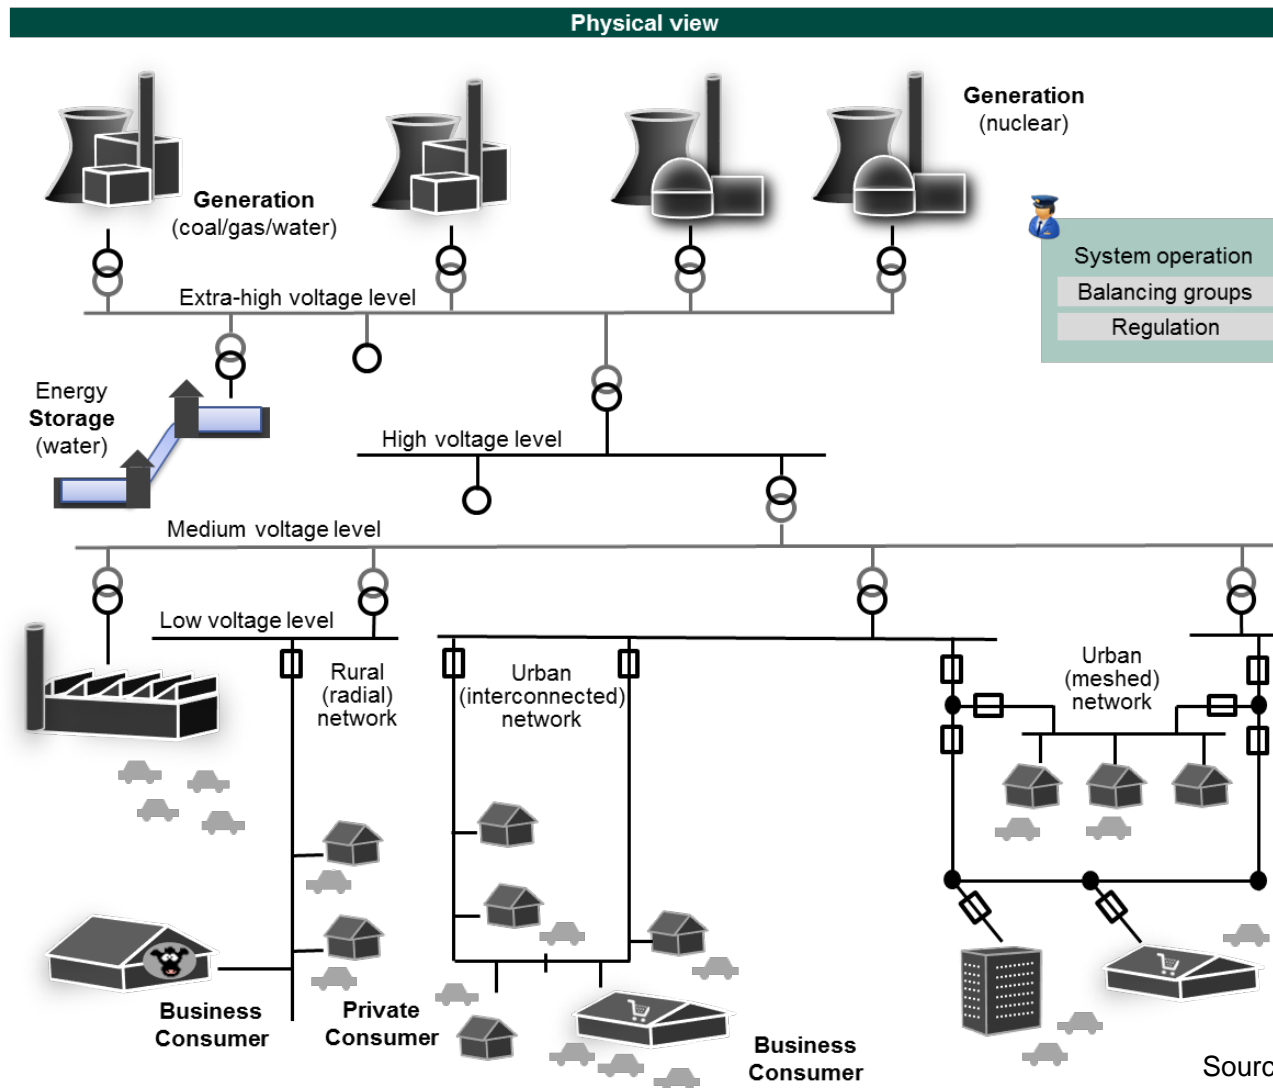 Physical view
Generation
(nuclear)
Generation
(coal/gas/water)
System operation
Balancing groups
Regulation
Extra-high voltage level
Energy
Storage
(water)
High voltage level
Medium voltage level
Low voltage level
Rural
(radial)
network
Urban
(interconnected)
network
Urban
(meshed)
network
Business
Consumer
Private
Consumer
Business
Consumer
Sourc